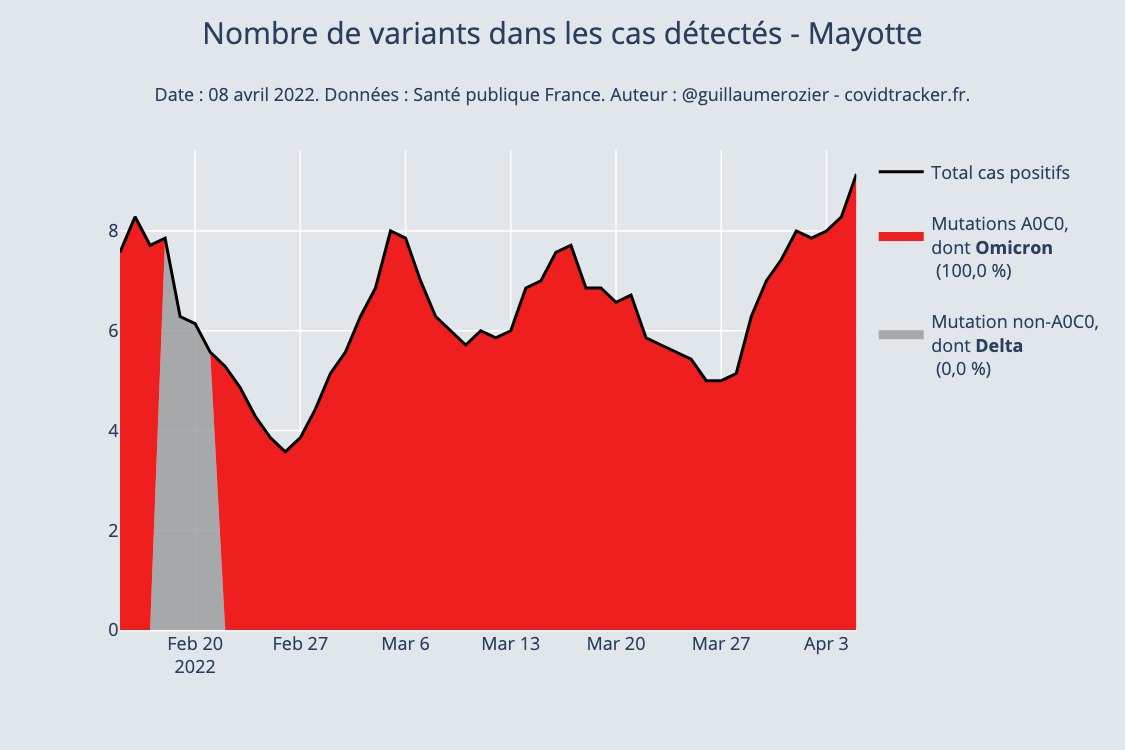 Nombre de variants dans les cas détectés - Mayotte
Date : 08 avril 2022. Données : Santé publique France. Auteur : @guillaumerozier - covidtracker.fr.
Total cas positifs
Mutations A0C0,
dont Omicron
(100,0 %)
Mutation non-A0C0,
dont Delta
(0,0 %)
8
6
4
2
0
Feb 20 Feb 27 Mar 6 Mar 13 Mar 20 Mar 27 Apr 3
2022